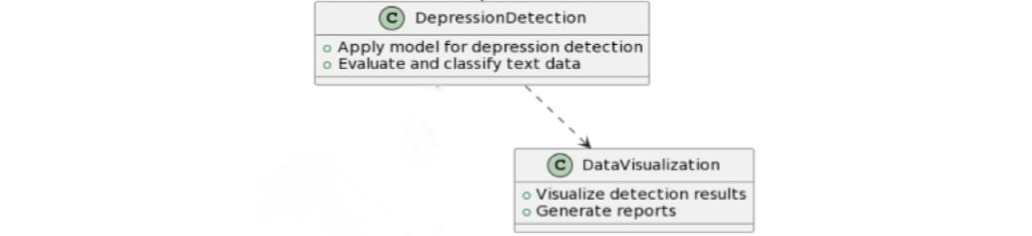 C DepressionDetection
Apply model for depression detection
Evaluate and classify text data
C DataVisualization
Visualize detection results
Generate reports